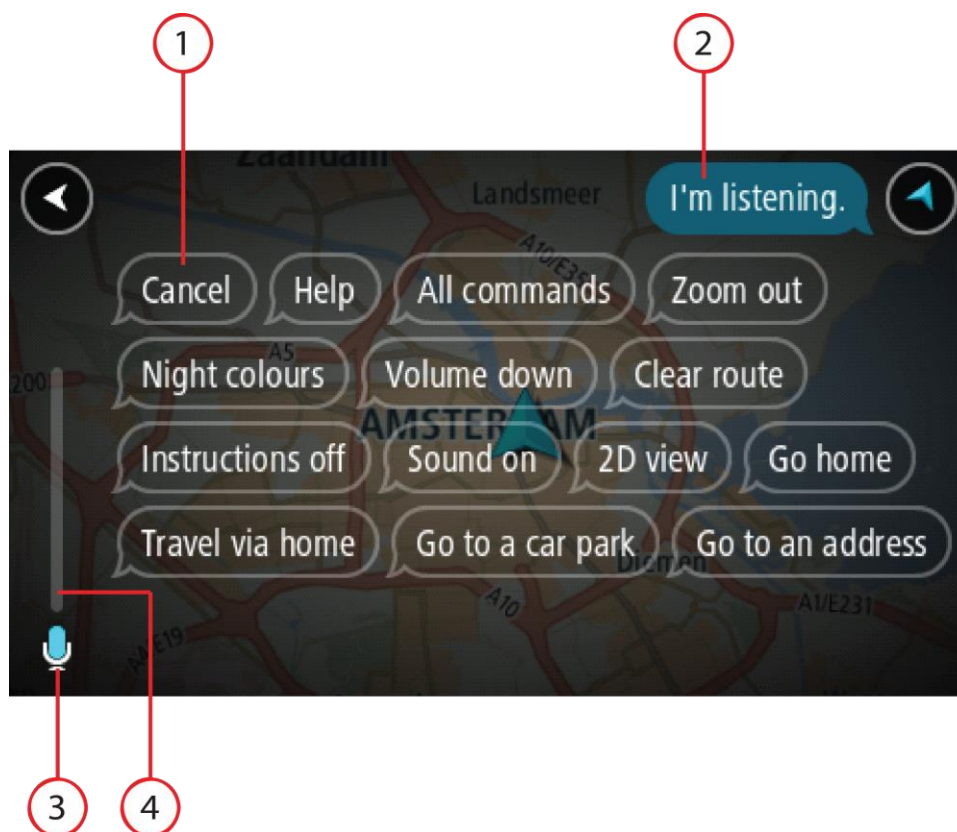 1 2
Zaandam
Landsmeer
I'm listening.
A10/E35
Cancel Help All commands Zoom out
A5
200
Night colours Volume down Clear route
AMSTERDAM
Instructions off Sound on 2D view Go home
Travel via home Go to a car park Go to an address
Diemen
A10
A1/E231
A4/E19
3 4